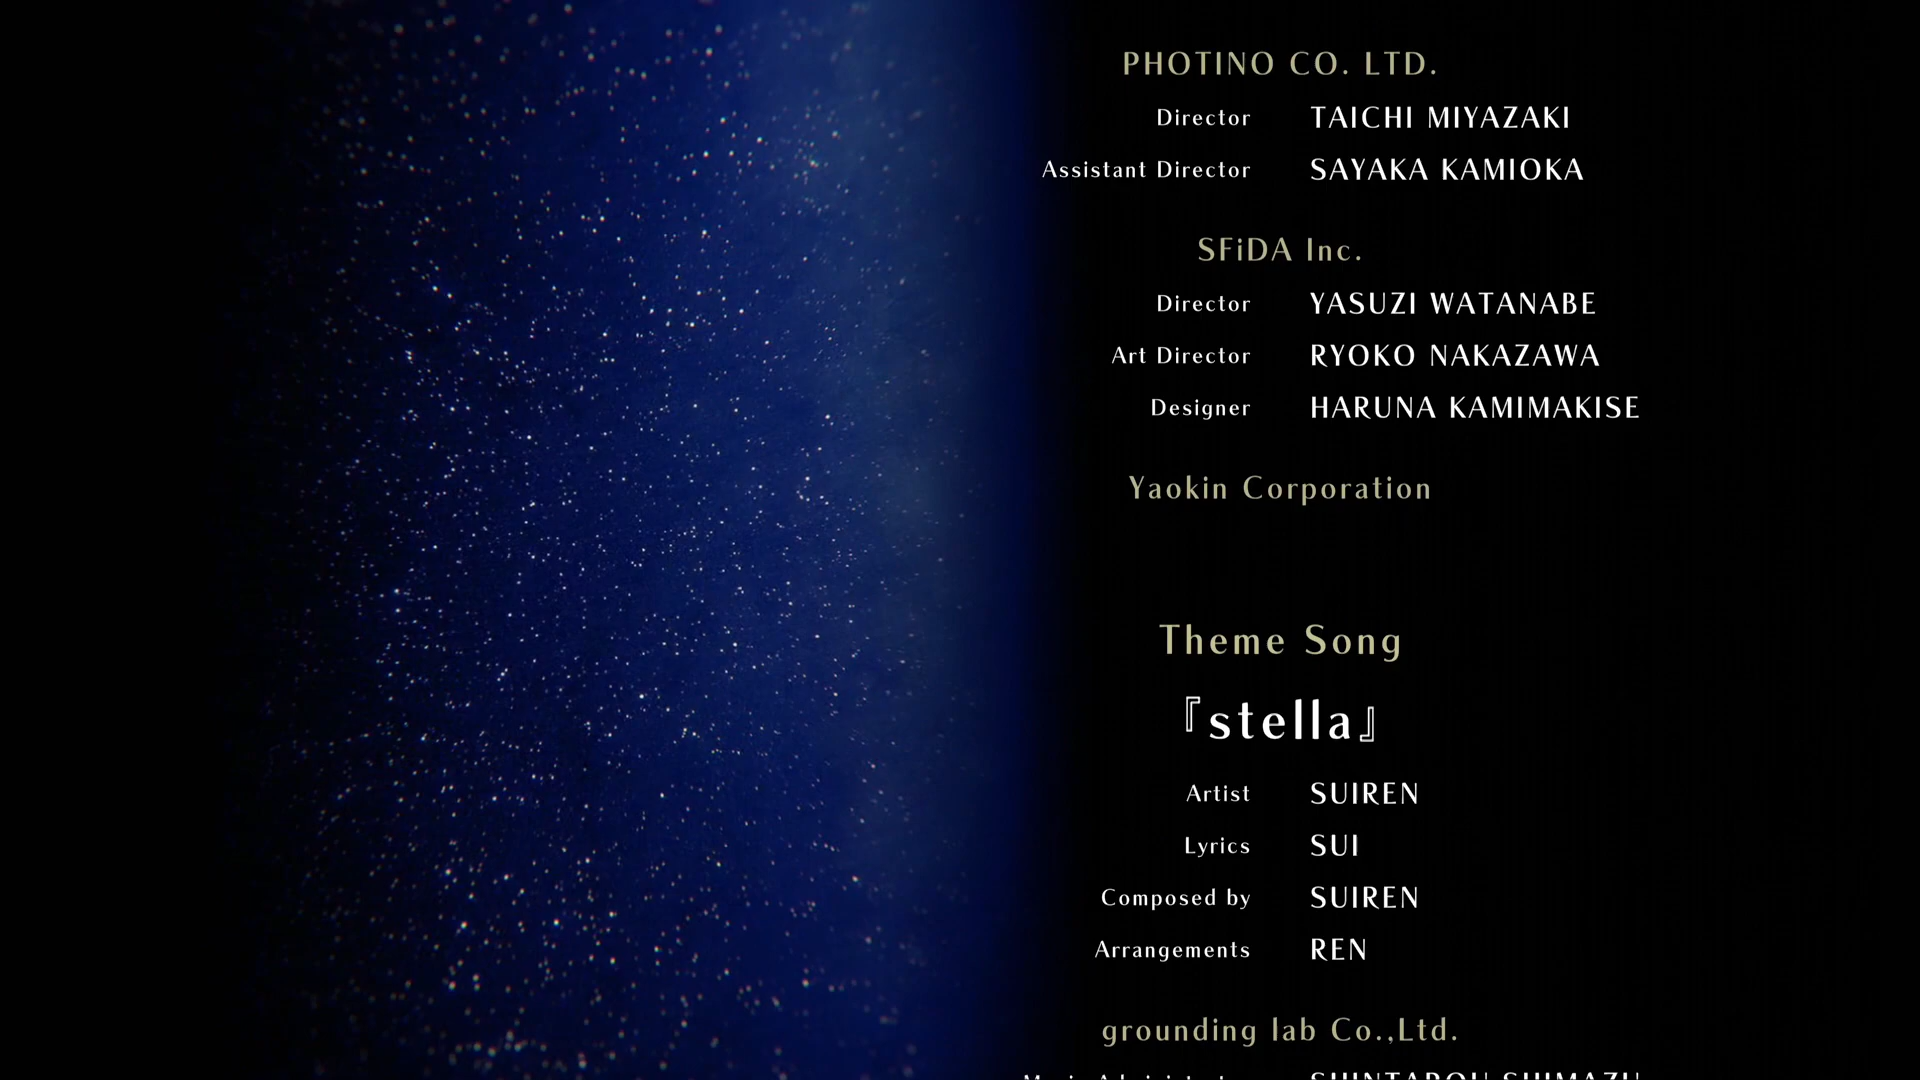 PHOTINO CO. LTD.
Director TAICHI MIYAZAKI
Assistant Director SAYAKA KAMIOKA
SFiDA Inc.
Director YASUZI WATANABE
Art Director RYOKO NAKAZAWA
Designer HARUNA KAMIMAKISE
Yaokin Corporation
Theme Song
『stella』
Artist SUIREN
Lyrics SUI
Composed by SUIREN
Arrangements REN
grounding lab Co.,Ltd.